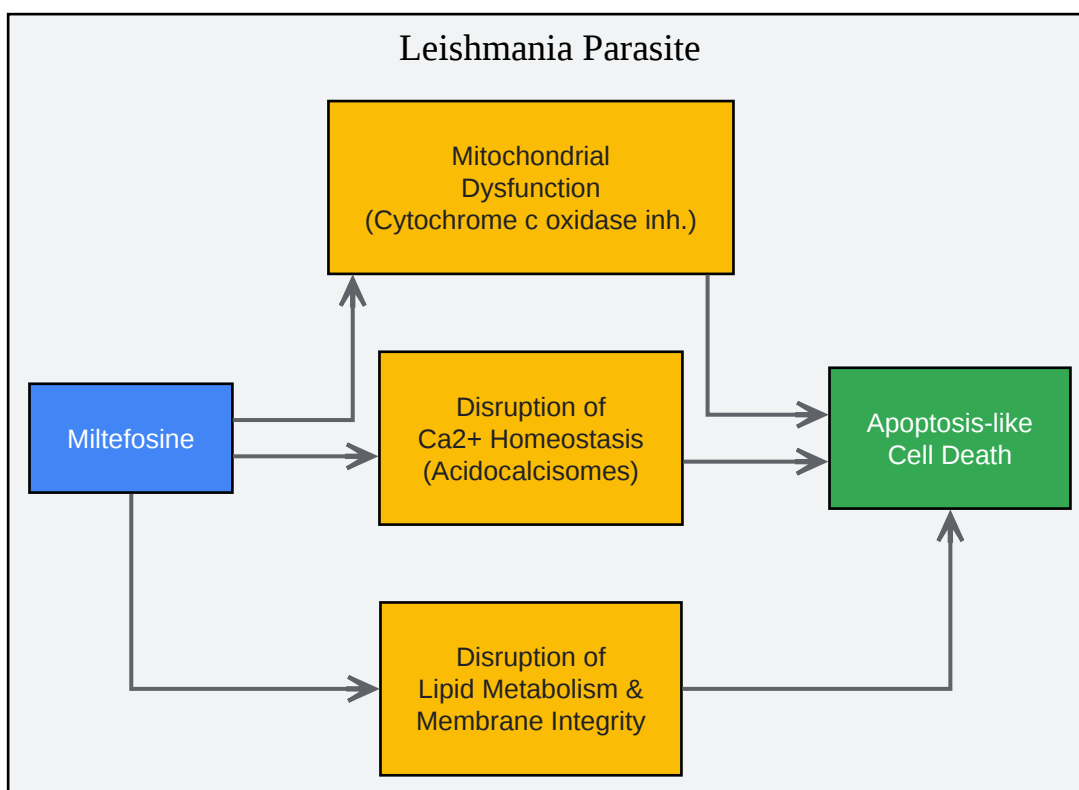 Leishmania Parasite
Mitochondrial
Dysfunction
(Cytochrome c oxidase inh.)
Miltefosine
Disruption of
Ca2+ Homeostasis
(Acidocalcisomes)
Apoptosis-like
Cell Death
Disruption of
Lipid Metabolism &
Membrane Integrity